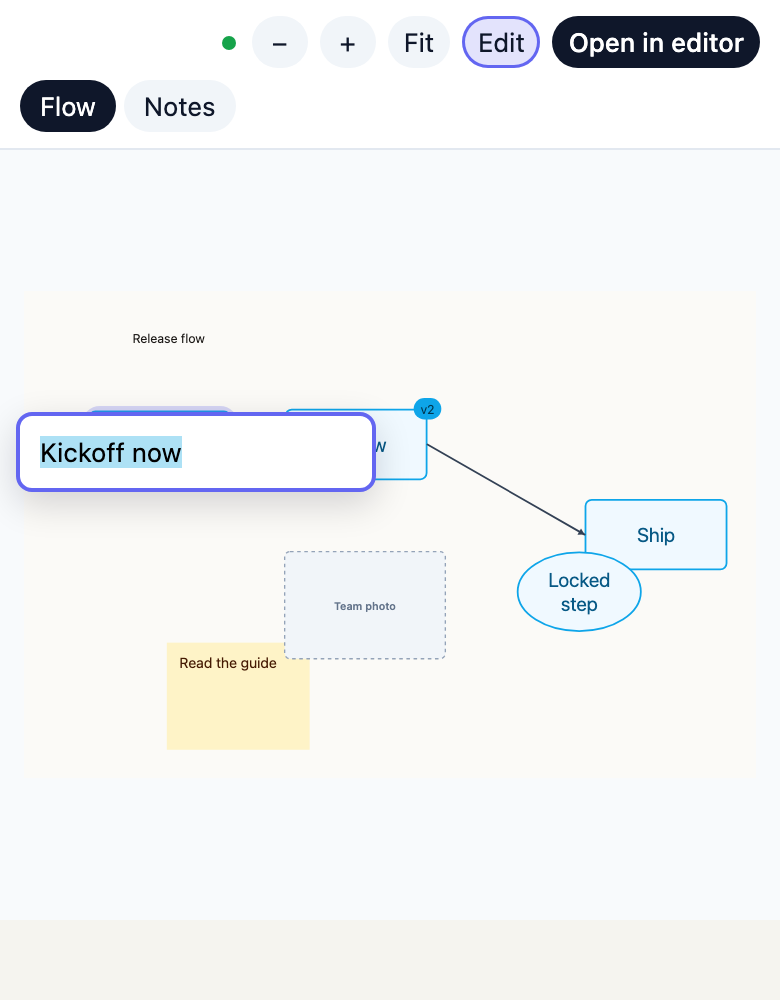 − + Fit Edit Open in editor
Flow Notes
Release flow
v2
Kickoff now
Ship
Locked
step
Team photo
Read the guide